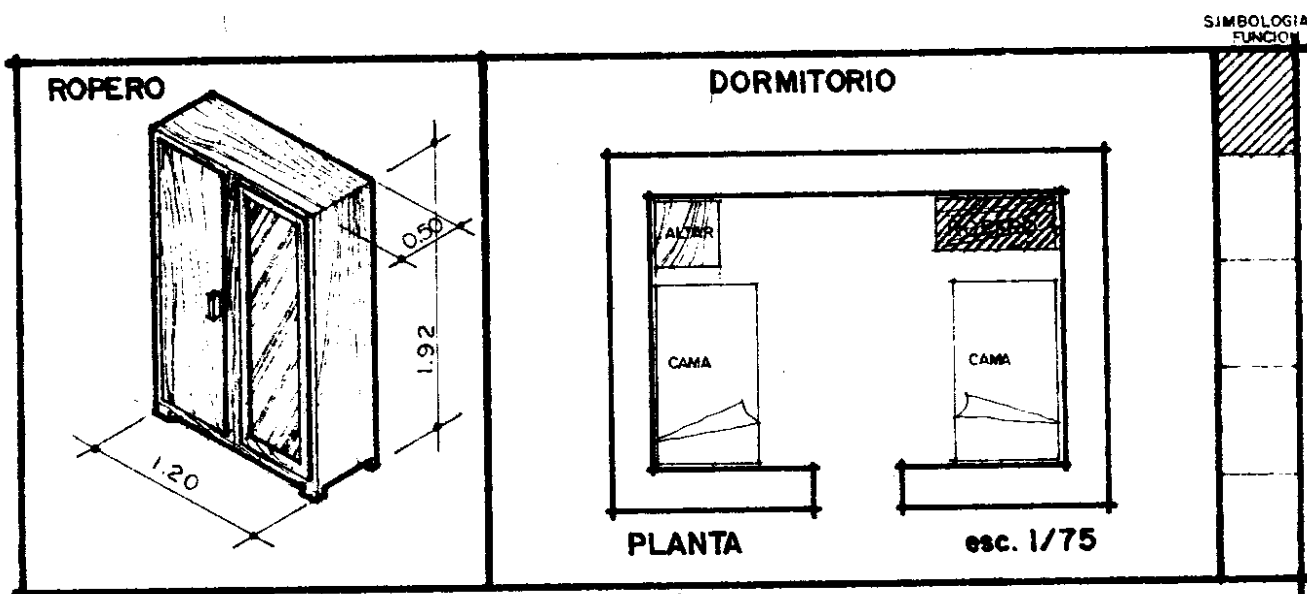 SIMBOLOGIA
FUNCION
ROPERO
0.50
1.92
1.20
DORMITORIO
ALTAR
ROPERO
CAMA
CAMA
PLANTA
esc. 1/75